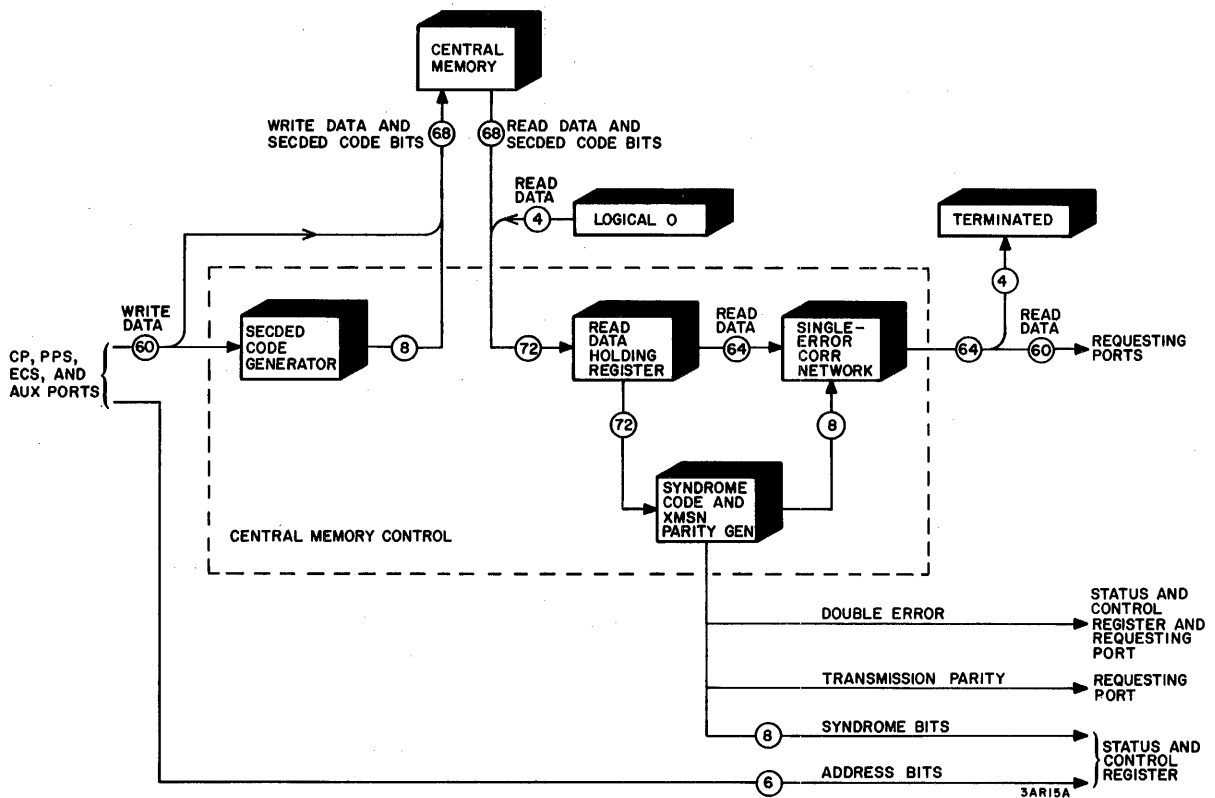 CENTRAL
MEMORY
WRITE DATA AND
SECDED CODE BITS
68
68
READ DATA AND
SECDED CODE BITS
READ
DATA
4
LOGICAL 0
TERMINATED
4
WRITE
DATA
60
CP, PPS,
ECS, AND
AUX PORTS
SECDED
CODE
GENERATOR
8
72
READ
DATA
HOLDING
REGISTER
READ
DATA
64
SINGLE-
ERROR
CORR
NETWORK
64
READ
DATA
60
REQUESTING
PORTS
72
8
SYNDROME
CODE AND
XMSN
PARITY GEN
CENTRAL MEMORY CONTROL
DOUBLE ERROR
STATUS AND
CONTROL
REGISTER AND
REQUESTING
PORT
TRANSMISSION PARITY
REQUESTING
PORT
8
SYNDROME BITS
6
ADDRESS BITS
STATUS AND
CONTROL
REGISTER
3AR15A